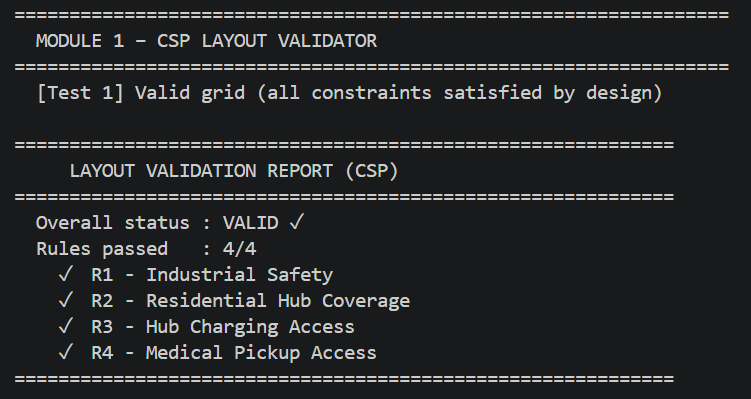 =================================================================
MODULE 1 – CSP LAYOUT VALIDATOR
=================================================================
[Test 1] Valid grid (all constraints satisfied by design)
============================================================
LAYOUT VALIDATION REPORT (CSP)
============================================================
Overall status : VALID ✓
Rules passed   : 4/4
✓ R1 - Industrial Safety
✓ R2 - Residential Hub Coverage
✓ R3 - Hub Charging Access
✓ R4 - Medical Pickup Access
============================================================